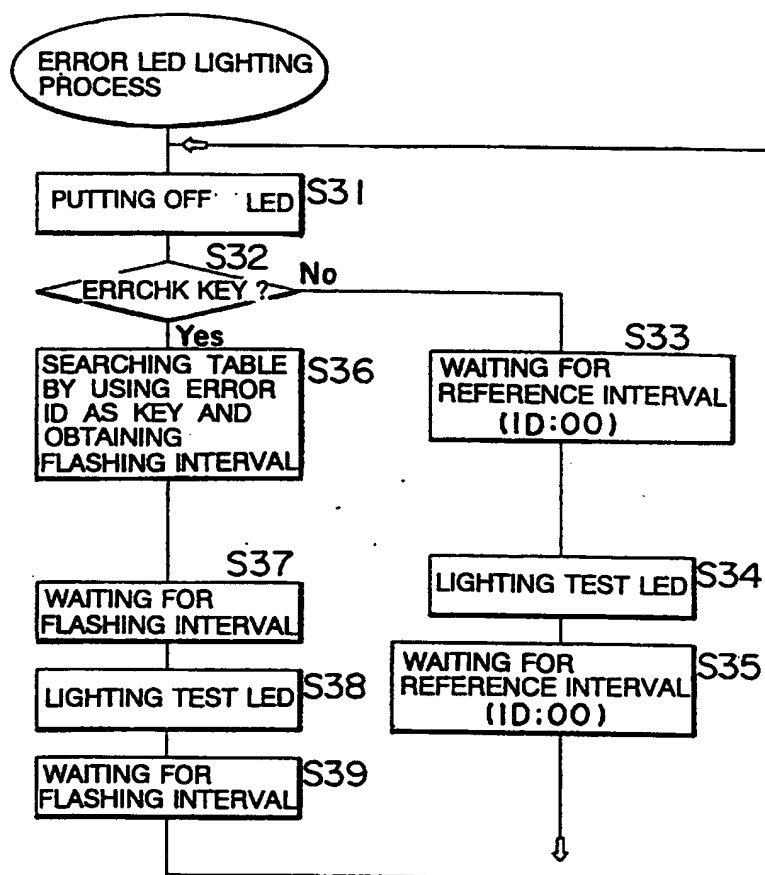 ERROR LED LIGHTING
PROCESS
PUTTING OFF LED
S31
S32
ERRCHK KEY ?
No
Yes
SEARCHING TABLE
BY USING ERROR
ID AS KEY AND
OBTAINING
FLASHING INTERVAL
S36
S33
WAITING FOR
REFERENCE INTERVAL
(ID:00)
S37
WAITING FOR
FLASHING INTERVAL
LIGHTING TEST LED
S34
LIGHTING TEST LED
S38
WAITING FOR
REFERENCE INTERVAL
(ID:00)
S35
WAITING FOR
FLASHING INTERVAL
S39